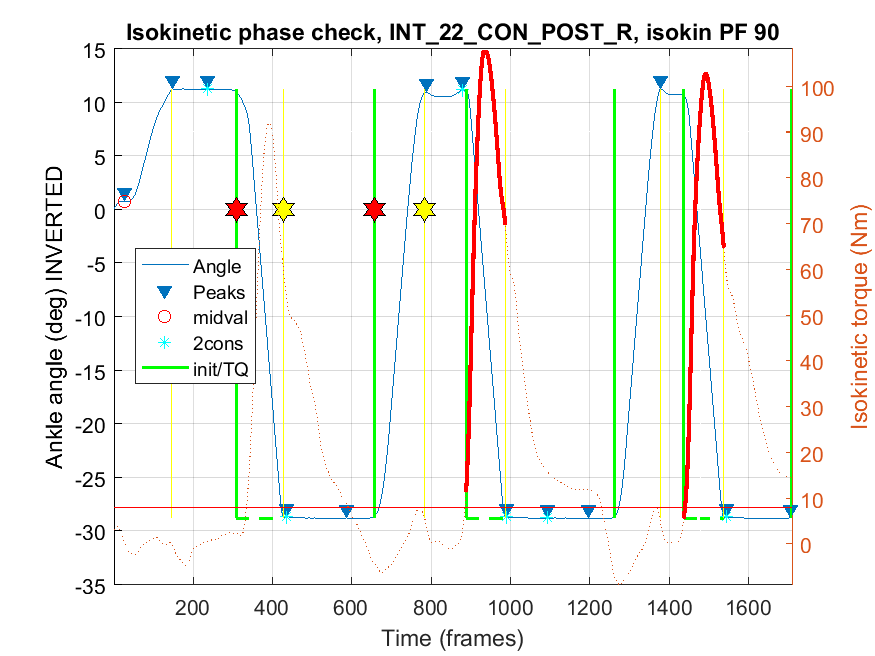 Isokinetic phase check, INT_22_CON_POST_R, isokin PF 90
15
10
5
0
-5
-10
-15
-20
-25
-30
-35
Ankle angle (deg) INVERTED
Angle
Peaks
midval
2cons
init/TQ
100
90
80
70
60
50
40
30
20
10
0
Isokinetic torque (Nm)
200 400 600 800 1000 1200 1400 1600
Time (frames)